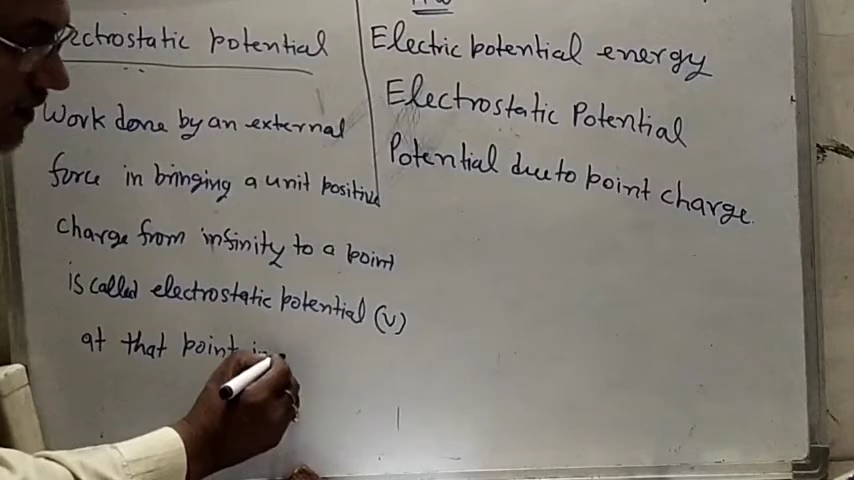 Electric potential energy
Electrostatic Potential
Potential due to point charge.
ectrostatic potential
Work done by an external
force in bringing a unit positive
charge from infinity to a point
is called electrostatic potential (V)
at that point in